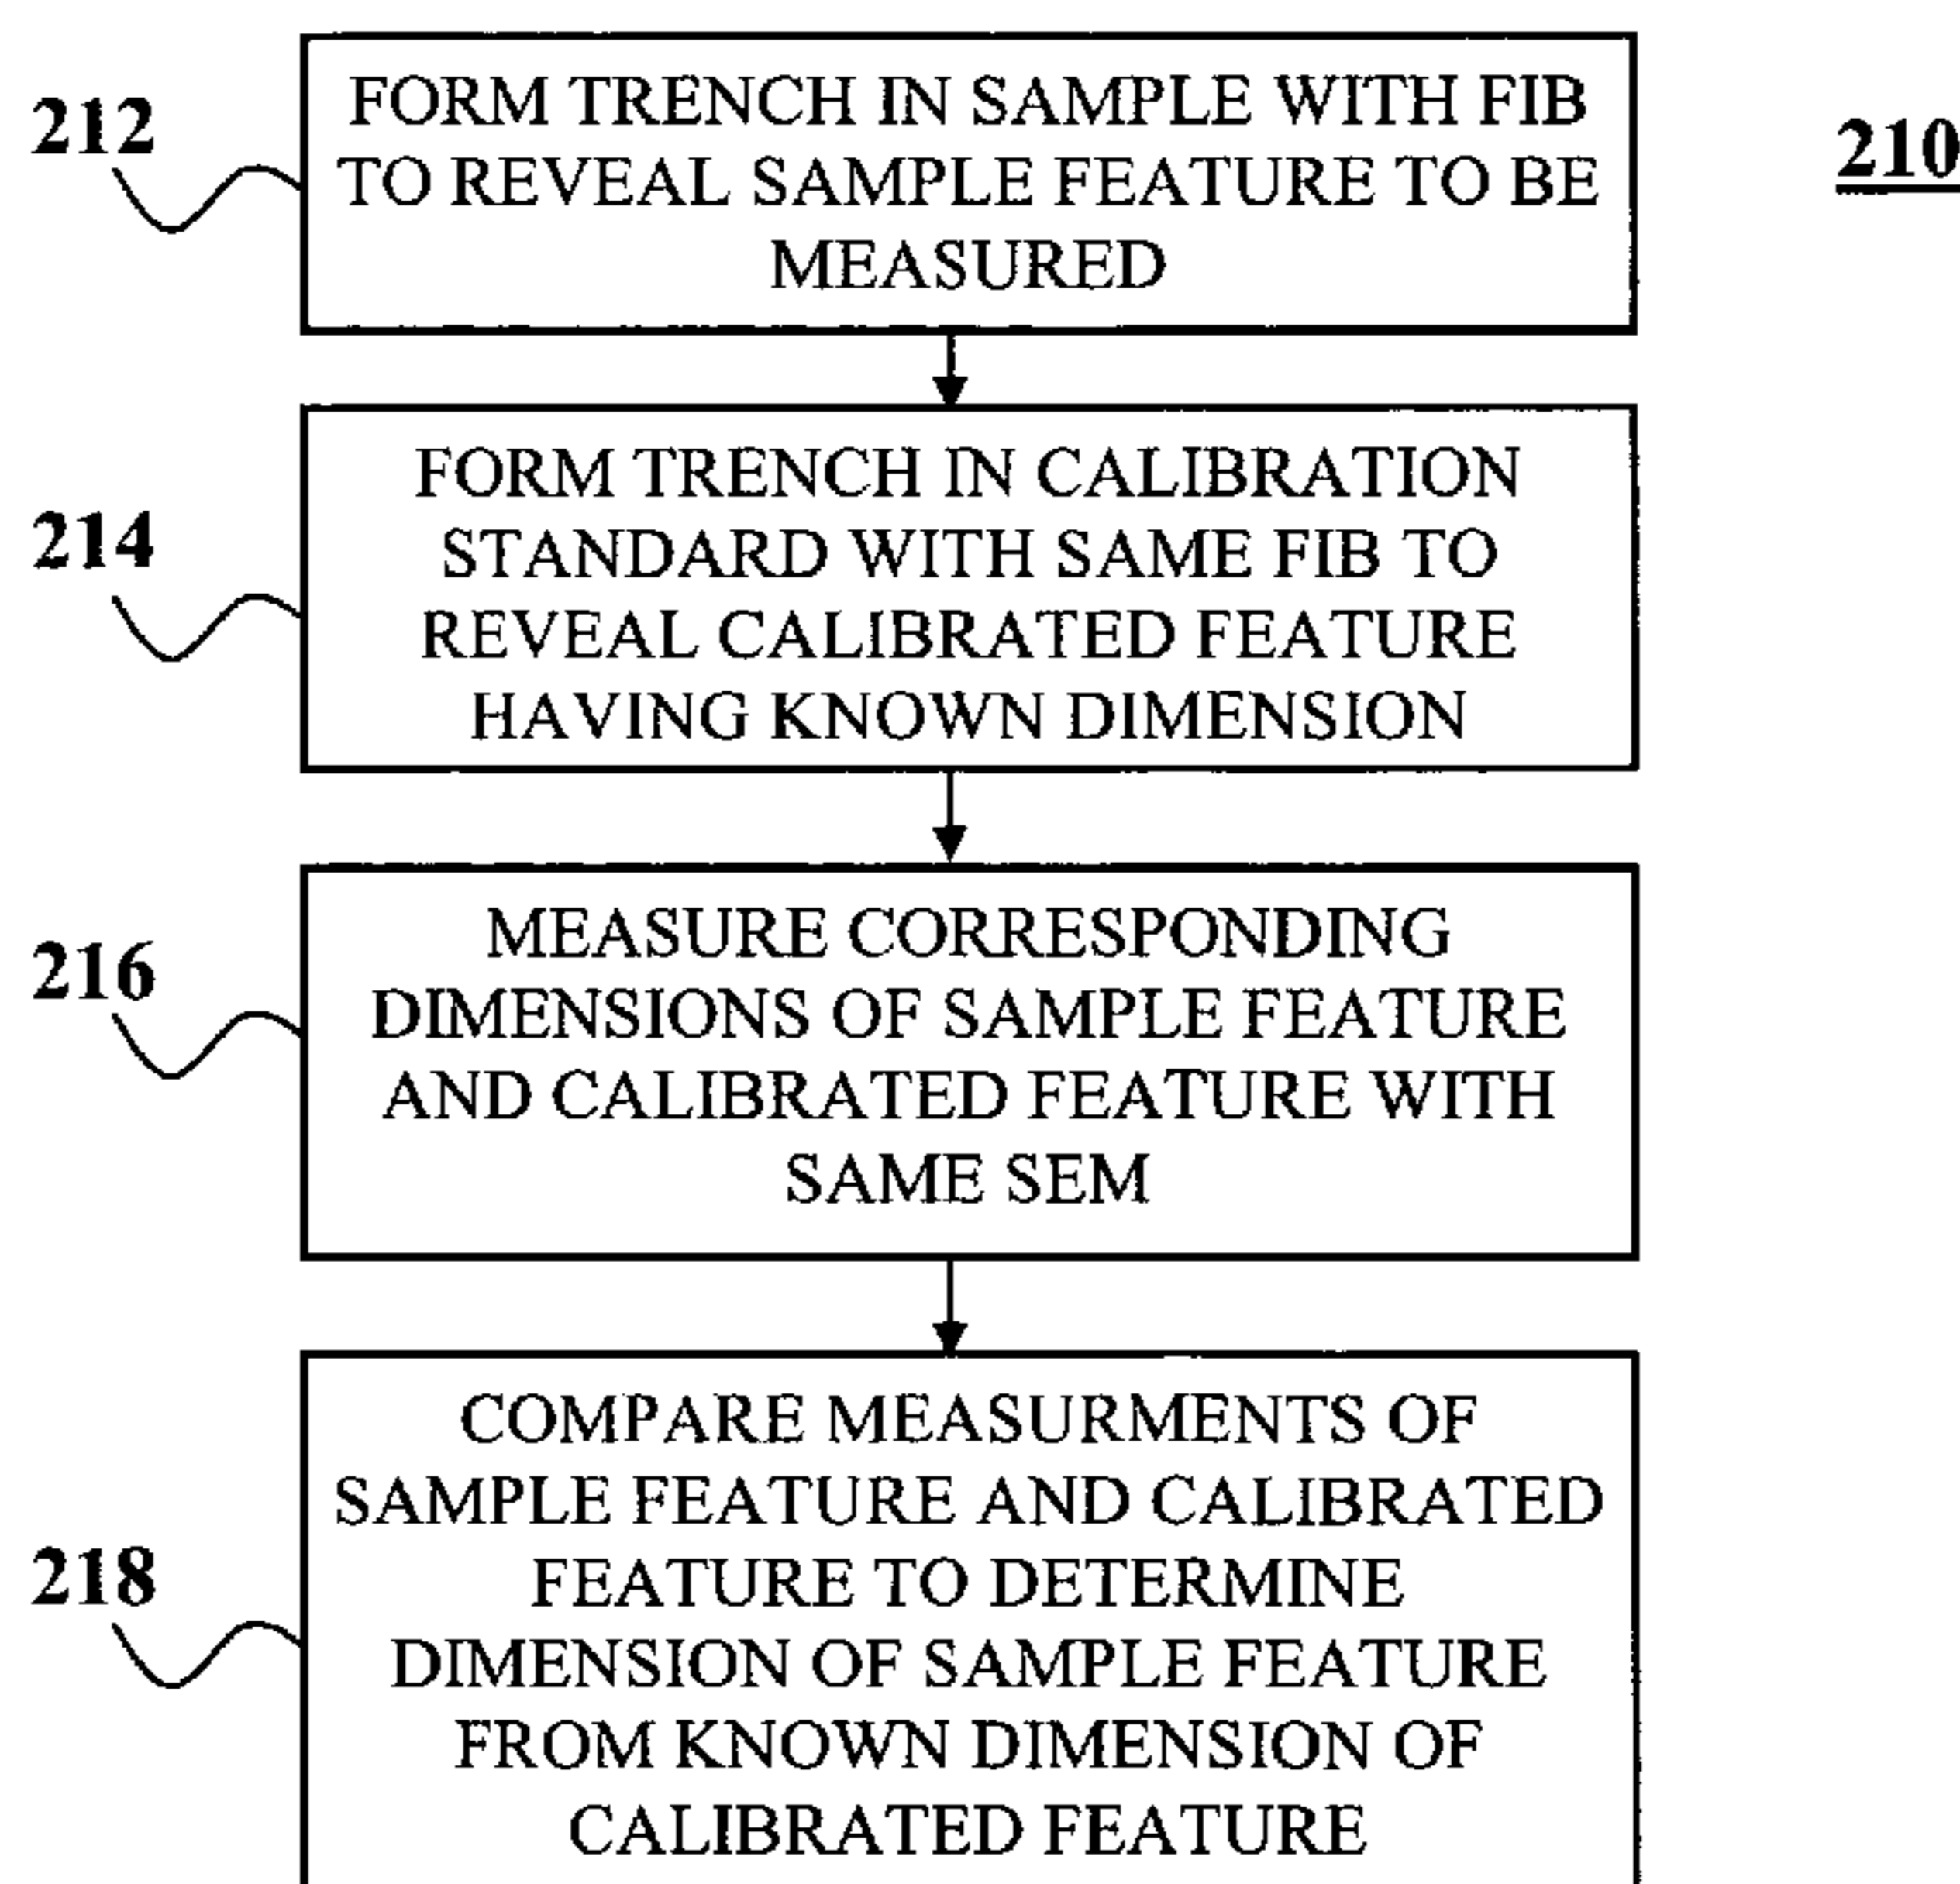 210
212
FORM TRENCH IN SAMPLE WITH FIB
TO REVEAL SAMPLE FEATURE TO BE
MEASURED
214
FORM TRENCH IN CALIBRATION
STANDARD WITH SAME FIB TO
REVEAL CALIBRATED FEATURE
HAVING KNOWN DIMENSION
216
MEASURE CORRESPONDING
DIMENSIONS OF SAMPLE FEATURE
AND CALIBRATED FEATURE WITH
SAME SEM
218
COMPARE MEASURMENTS OF
SAMPLE FEATURE AND CALIBRATED
FEATURE TO DETERMINE
DIMENSION OF SAMPLE FEATURE
FROM KNOWN DIMENSION OF
CALIBRATED FEATURE